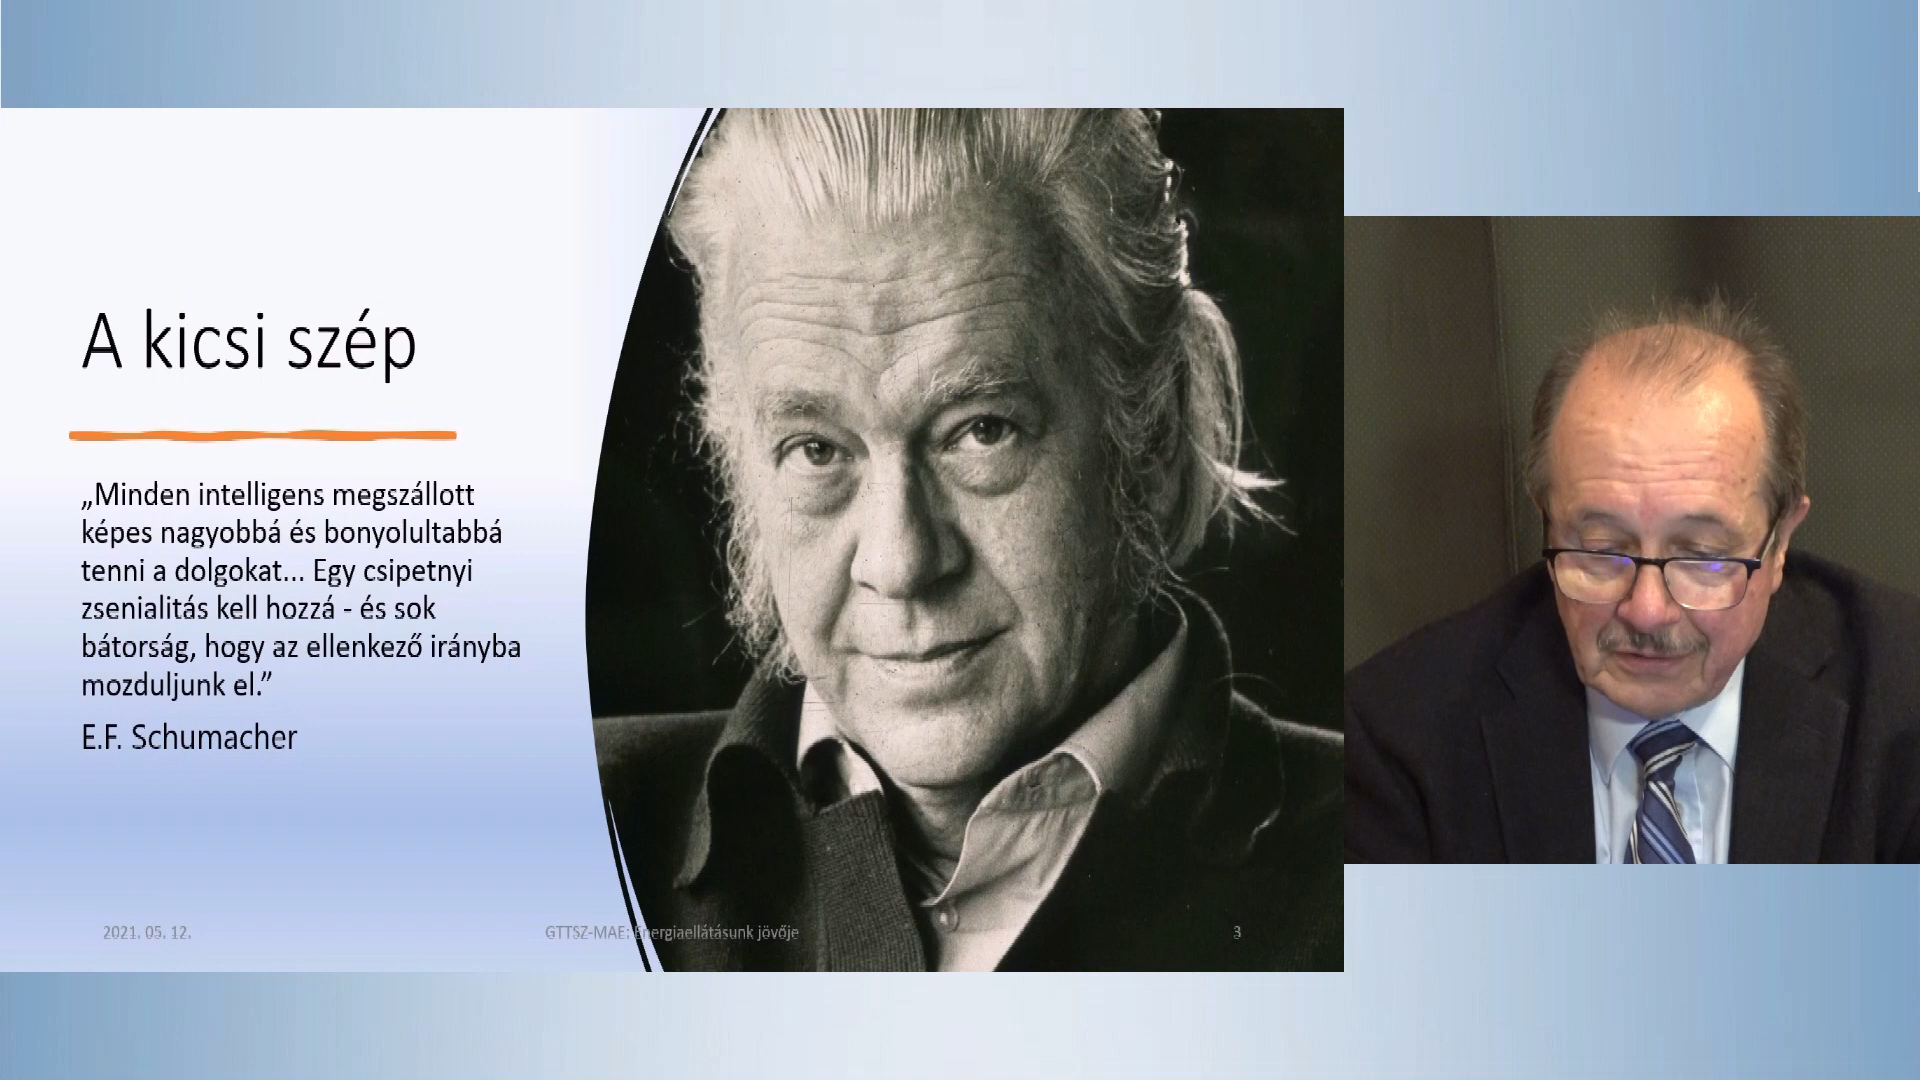 A kicsi szép
„Minden intelligens megszállott
képes nagyobbá és bonyolultabbá
tenni a dolgokat... Egy csipetnyi
zsenialitás kell hozzá - és sok
bátorság, hogy az ellenkező irányba
mozduljunk el.”
E.F. Schumacher
2021. 05. 12.
GTTSZ-MAE: Energiaellátásunk jövője
3